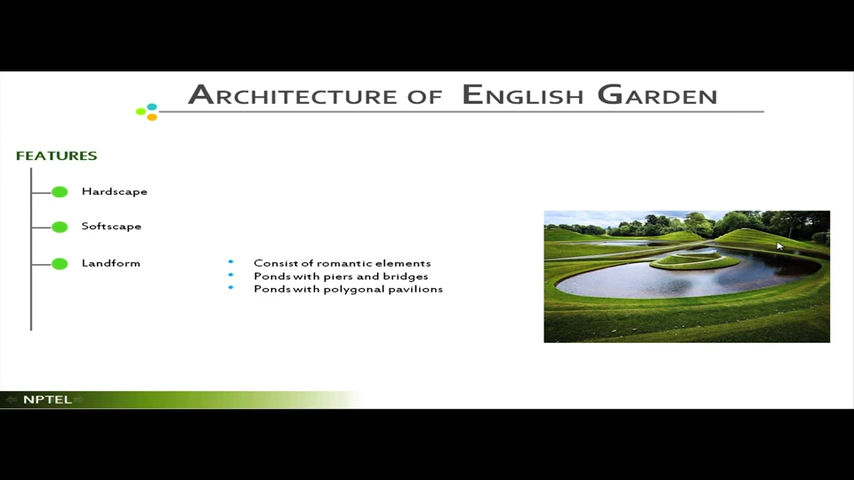 ARCHITECTURE OF ENGLISH GARDEN
FEATURES
Hardscape
Softscape
Landform
Consist of romantic elements
Ponds with piers and bridges
Ponds with polygonal pavilions
NPTEL